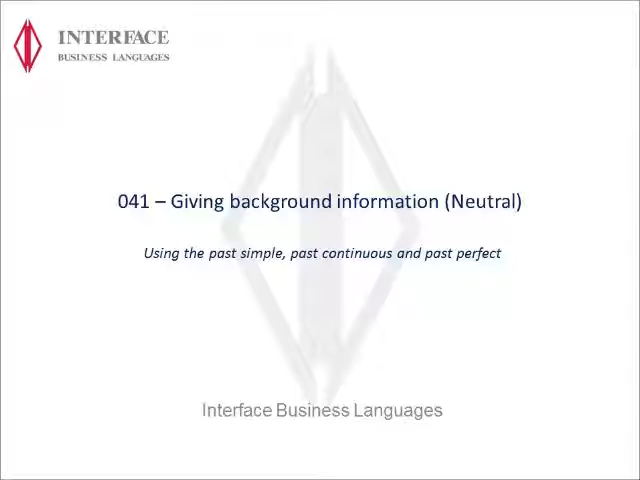 INTERFACE
BUSINESS LANGUAGES
041 – Giving background information (Neutral)
Using the past simple, past continuous and past perfect
Interface Business Languages